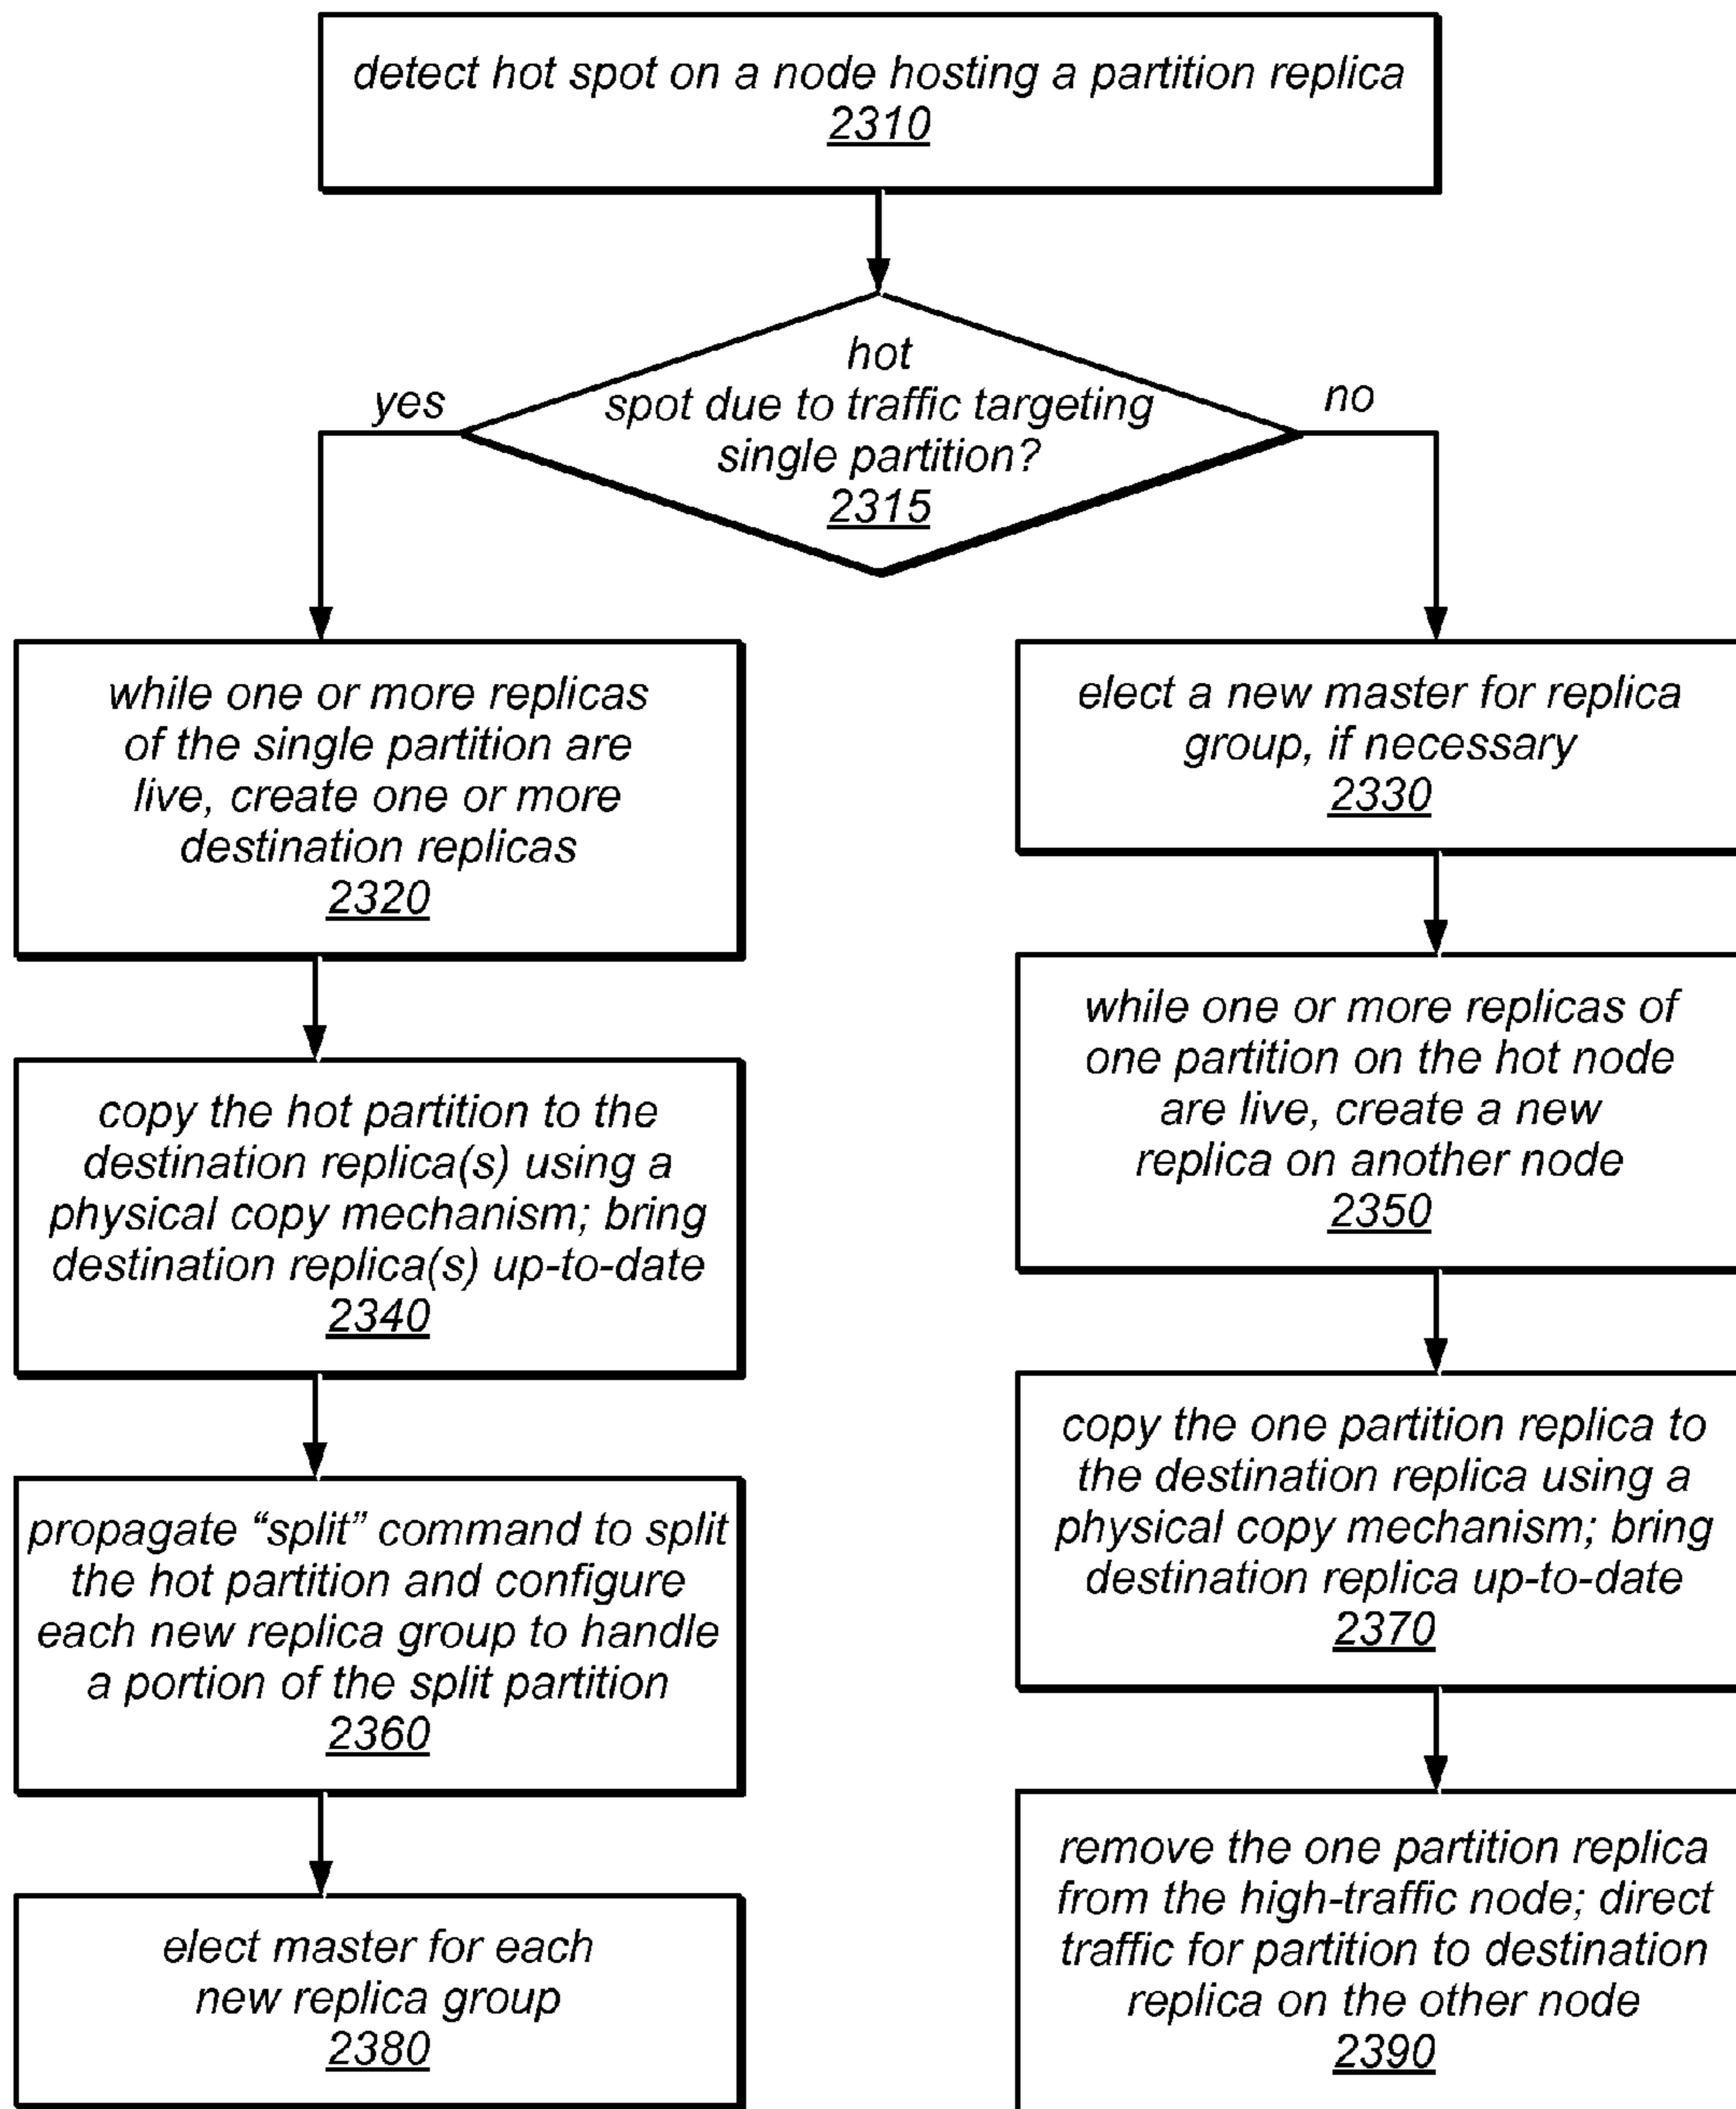 detect hot spot on a node hosting a partition replica
2310
hot
spot due to traffic targeting
single partition?
2315
yes
no
while one or more replicas
of the single partition are
live, create one or more
destination replicas
2320
copy the hot partition to the
destination replica(s) using a
physical copy mechanism; bring
destination replica(s) up-to-date
2340
propagate “split” command to split
the hot partition and configure
each new replica group to handle
a portion of the split partition
2360
elect master for each
new replica group
2380
elect a new master for replica
group, if necessary
2330
while one or more replicas of
one partition on the hot node
are live, create a new
replica on another node
2350
copy the one partition replica to
the destination replica using a
physical copy mechanism; bring
destination replica up-to-date
2370
remove the one partition replica
from the high-traffic node; direct
traffic for partition to destination
replica on the other node
2390